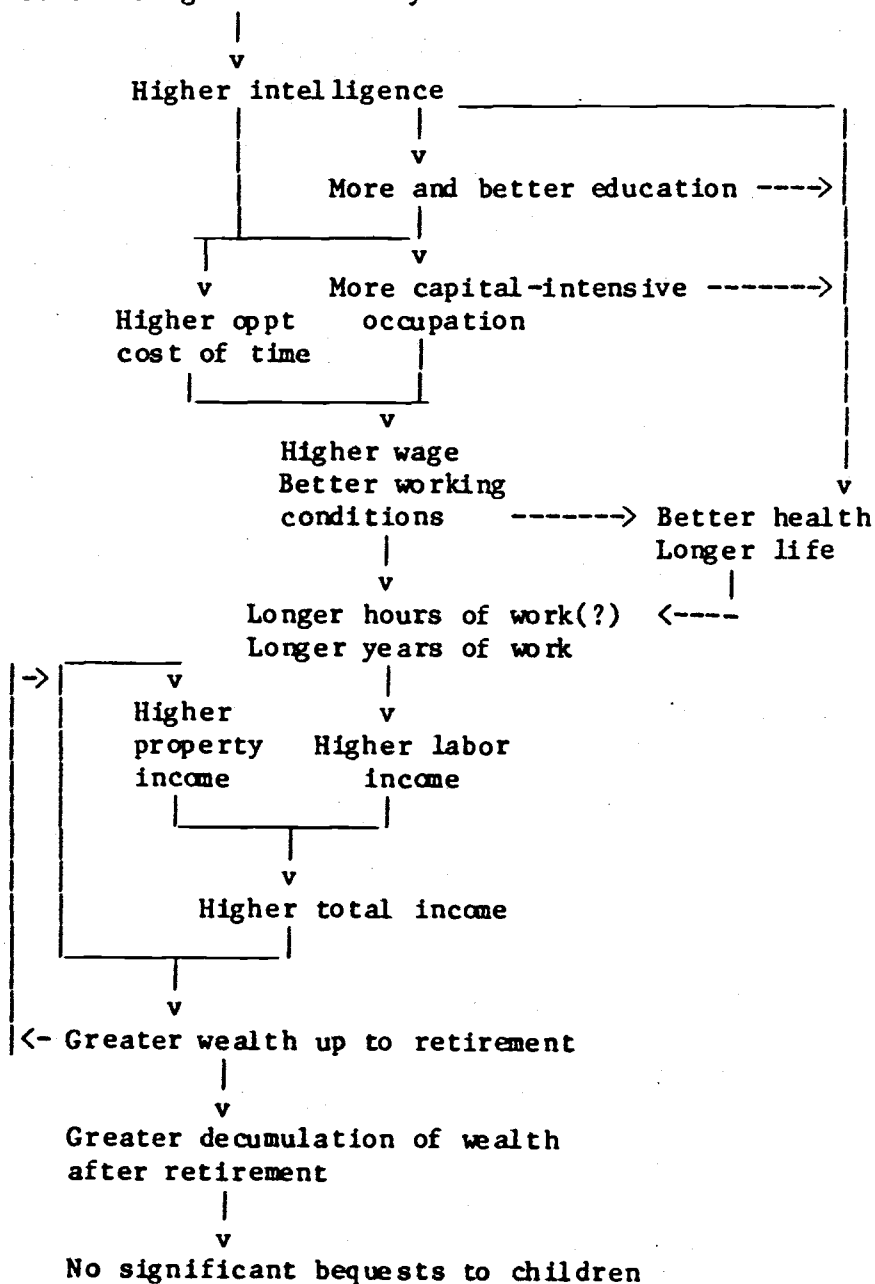 Higher intelligence
More and better education ---->
More capital-intensive ------->
Higher oppt occupation
cost of time
Higher wage
Better working
conditions -------> Better health
Longer life
Longer hours of work(?) <----
Longer years of work
Higher
property Higher labor
income income
Higher total income
<- Greater wealth up to retirement
Greater decumulation of wealth
after retirement
No significant bequests to children